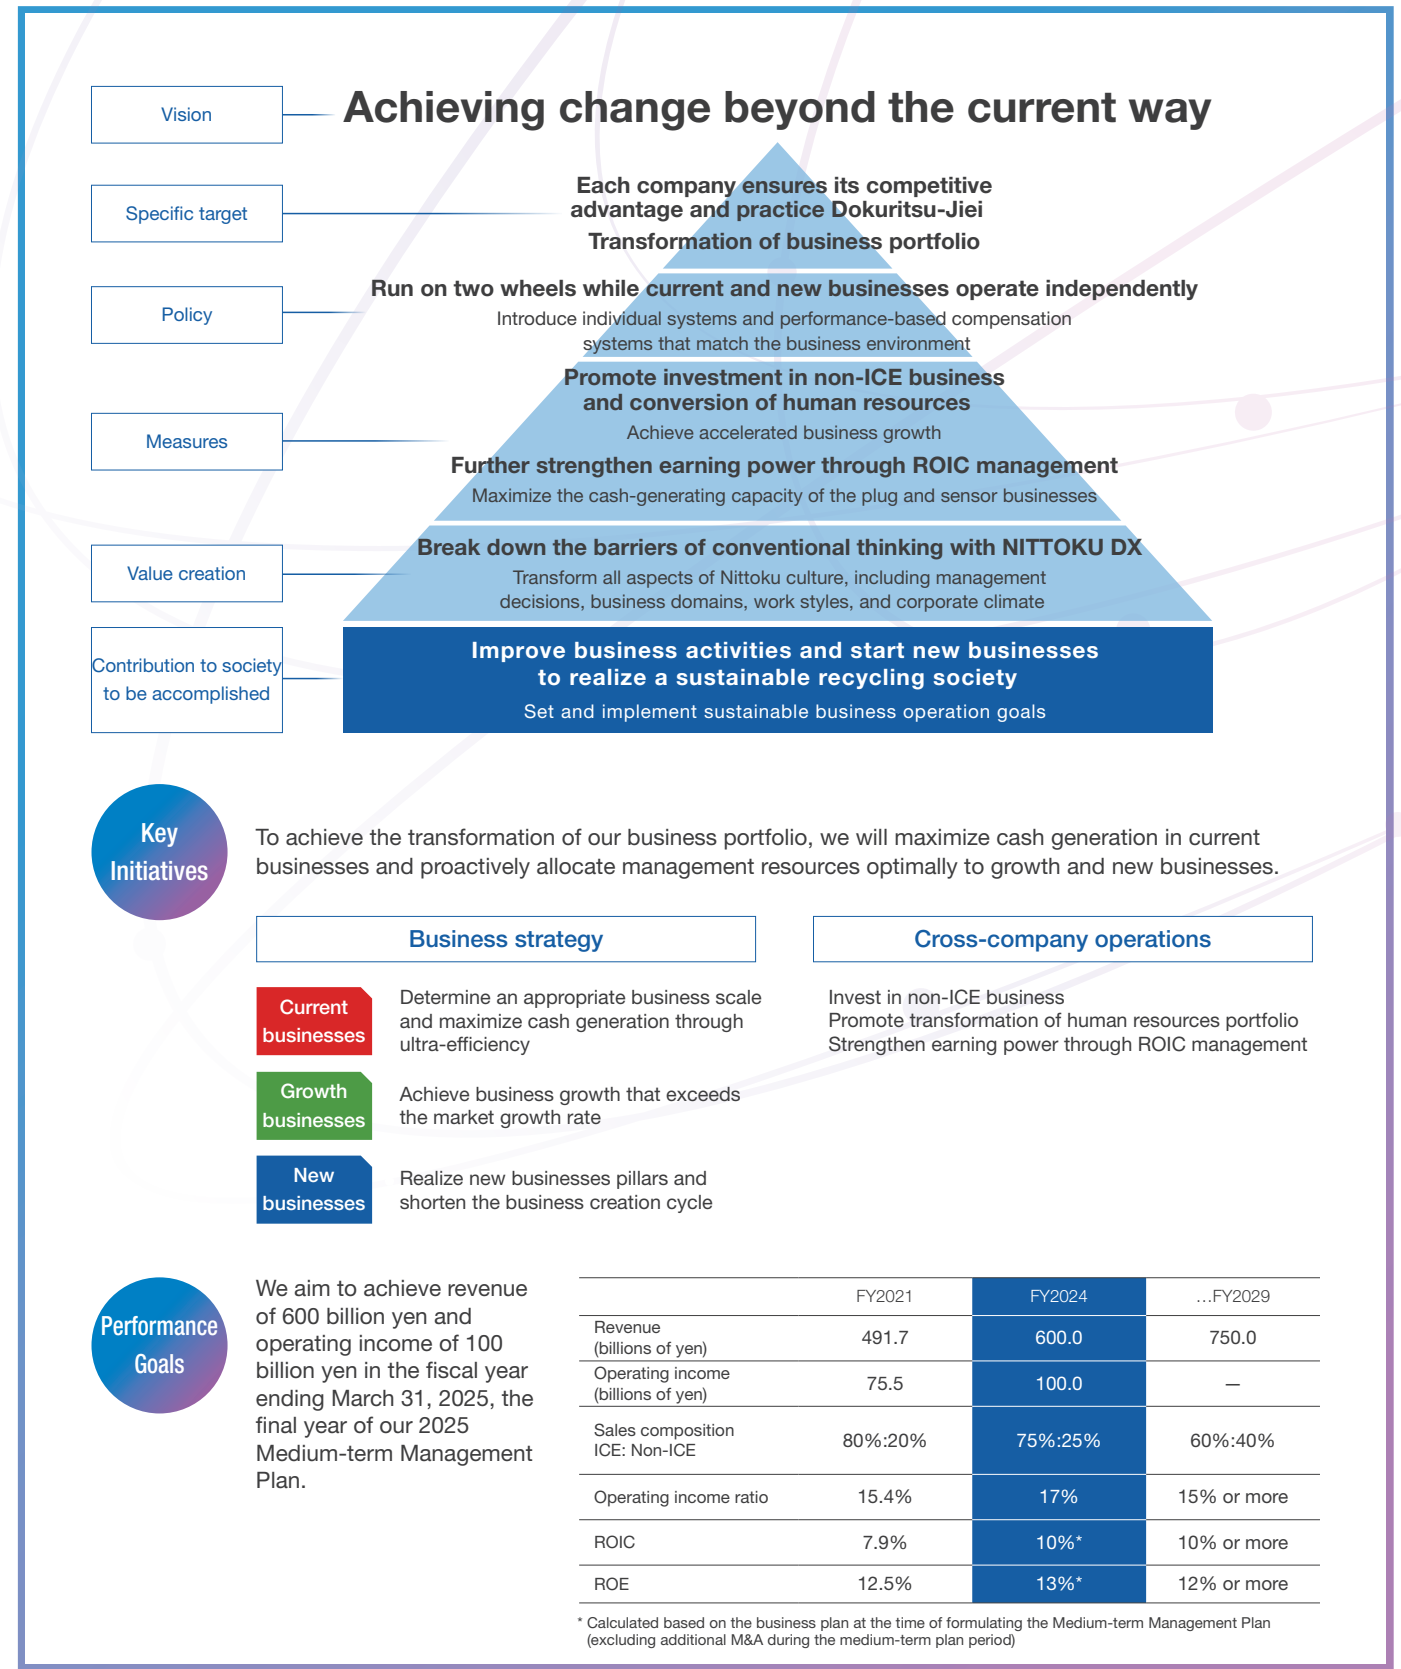 Vision
Achieving change beyond the current way
Specific target
Each company ensures its competitive
advantage and practice Dokuritsu-Jiei
Transformation of business portfolio
Policy
Run on two wheels while current and new businesses operate independently
Introduce individual systems and performance-based compensation
systems that match the business environment
Measures
Promote investment in non-ICE business
and conversion of human resources
Achieve accelerated business growth
Further strengthen earning power through ROIC management
Maximize the cash-generating capacity of the plug and sensor businesses
Value creation
Break down the barriers of conventional thinking with NITTOKU DX
Transform all aspects of Nittoku culture, including management
decisions, business domains, work styles, and corporate climate
Contribution to society
to be accomplished
Improve business activities and start new businesses
to realize a sustainable recycling society
Set and implement sustainable business operation goals
Key
Initiatives
To achieve the transformation of our business portfolio, we will maximize cash generation in current
businesses and proactively allocate management resources optimally to growth and new businesses.
Business strategy
Current
businesses
Determine an appropriate business scale
and maximize cash generation through
ultra-efficiency
Growth
businesses
Achieve business growth that exceeds
the market growth rate
New
businesses
Realize new businesses pillars and
shorten the business creation cycle
Cross-company operations
Invest in non-ICE business
Promote transformation of human resources portfolio
Strengthen earning power through ROIC management
Performance
Goals
We aim to achieve revenue
of 600 billion yen and
operating income of 100
billion yen in the fiscal year
ending March 31, 2025, the
final year of our 2025
Medium-term Management
Plan.
FY2021 FY2024 …FY2029
Revenue
(billions of yen) 491.7 600.0 750.0
Operating income
(billions of yen) 75.5 100.0 —
Sales composition
ICE: Non-ICE 80%:20% 75%:25% 60%:40%
Operating income ratio 15.4% 17% 15% or more
ROIC 7.9% 10%* 10% or more
ROE 12.5% 13%* 12% or more
* Calculated based on the business plan at the time of formulating the Medium-term Management Plan
(excluding additional M&A during the medium-term plan period)